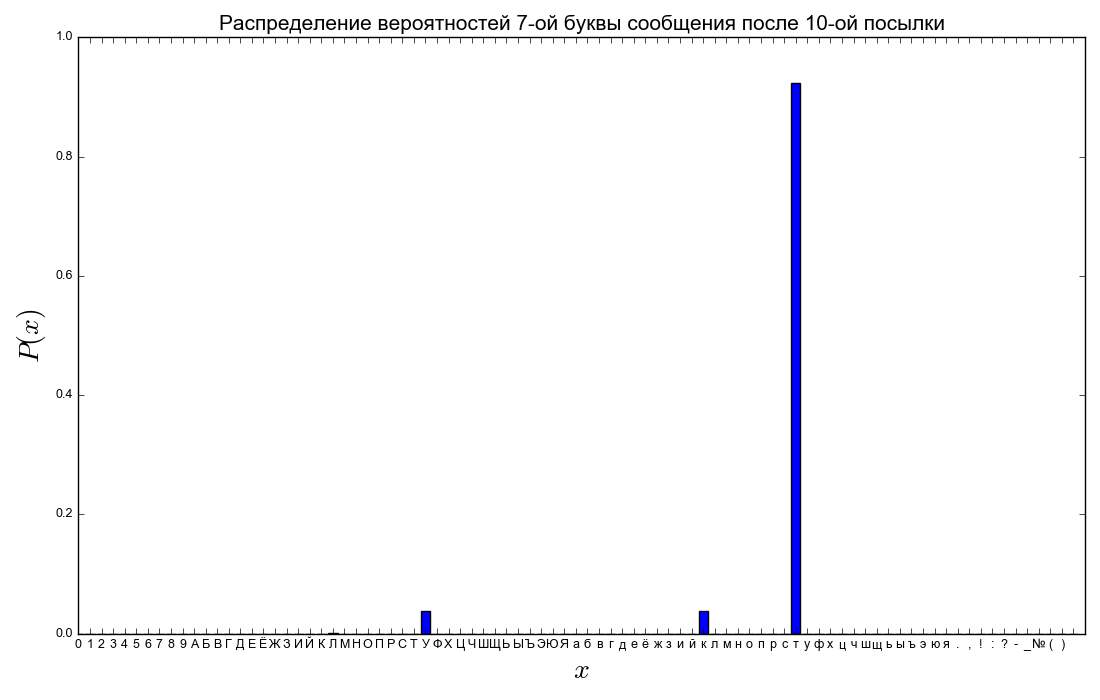 Распределение вероятностей 7-ой буквы сообщения после 10-ой посылки
1.0
0.8
0.6
0.4
0.2
0.0
P(x)
0 1 2 3 4 5 6 7 8 9 А Б В Г Д Е Ё Ж З И Й К Л М Н О П Р С Т У Ф Х Ц Ч Ш Щ Ь Ы Ъ Э Ю Я а б в г д е ё ж з и й к л м н о п р с т у ф х ц ч ш щ ь ы ъ э ю я . , ! : ? - _ № ( )
x